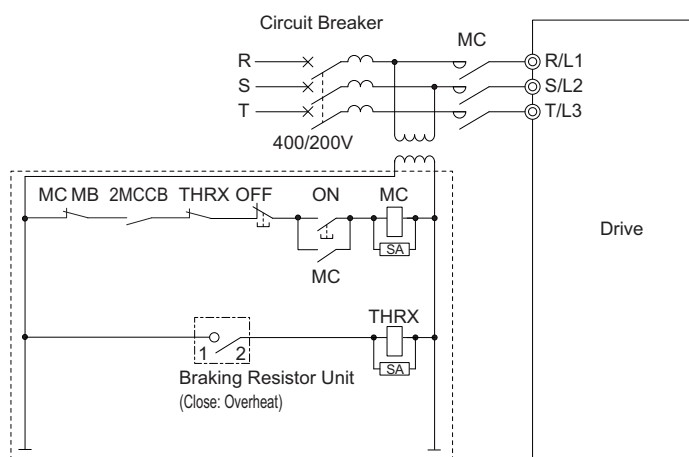 Circuit Breaker
MC
R
R/L1
S
S/L2
T
T/L3
400/200V
MC MB 2MCCB THRX OFF ON MC
Drive
SA
MC
THRX
1 2
SA
Braking Resistor Unit
(Close: Overheat)